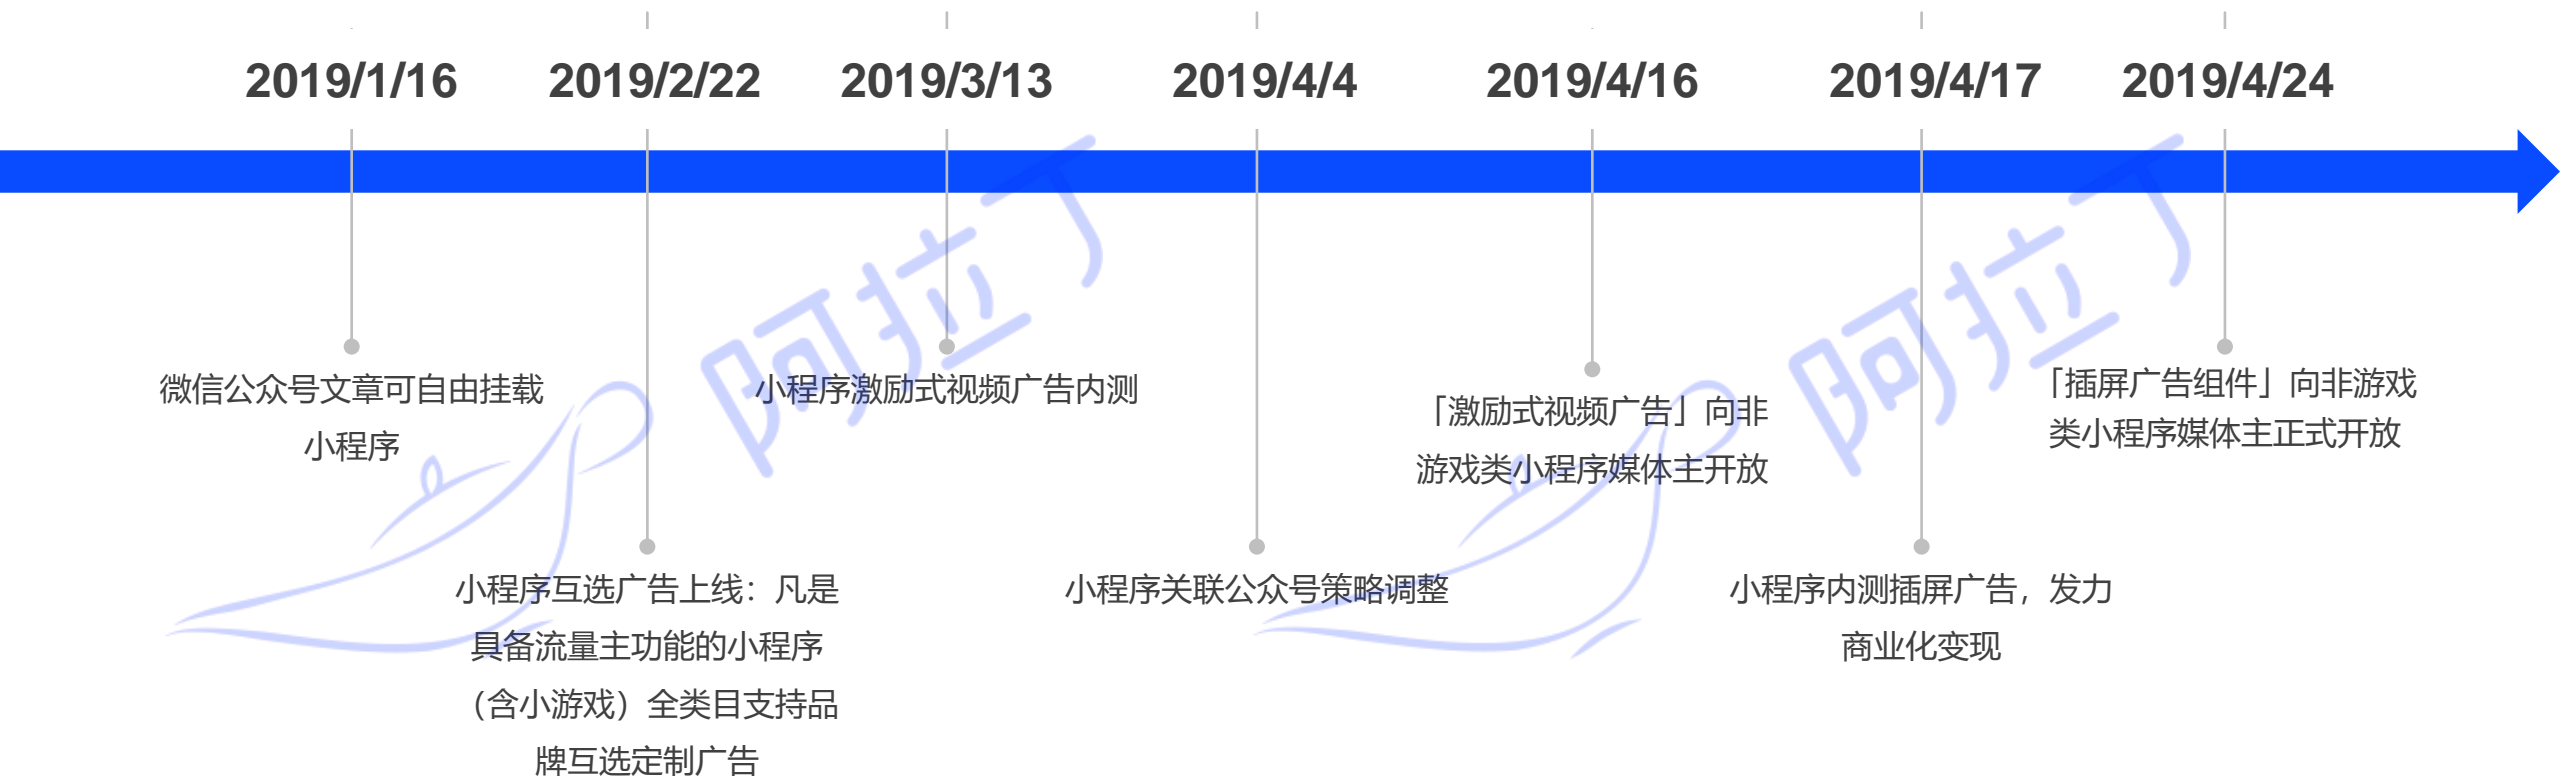 2019/1/16
2019/2/22
2019/3/13
2019/4/4
2019/4/16
2019/4/17
2019/4/24
微信公众号文章可自由挂载
小程序
小程序互选广告上线：凡是
具备流量主功能的小程序
（含小游戏）全类目支持品
牌互选定制广告
小程序激励式视频广告内测
小程序关联公众号策略调整
「激励式视频广告」向非
游戏类小程序媒体主开放
小程序内测插屏广告，发力
商业化变现
「插屏广告组件」向非游戏
类小程序媒体主正式开放
阿拉丁
阿拉丁